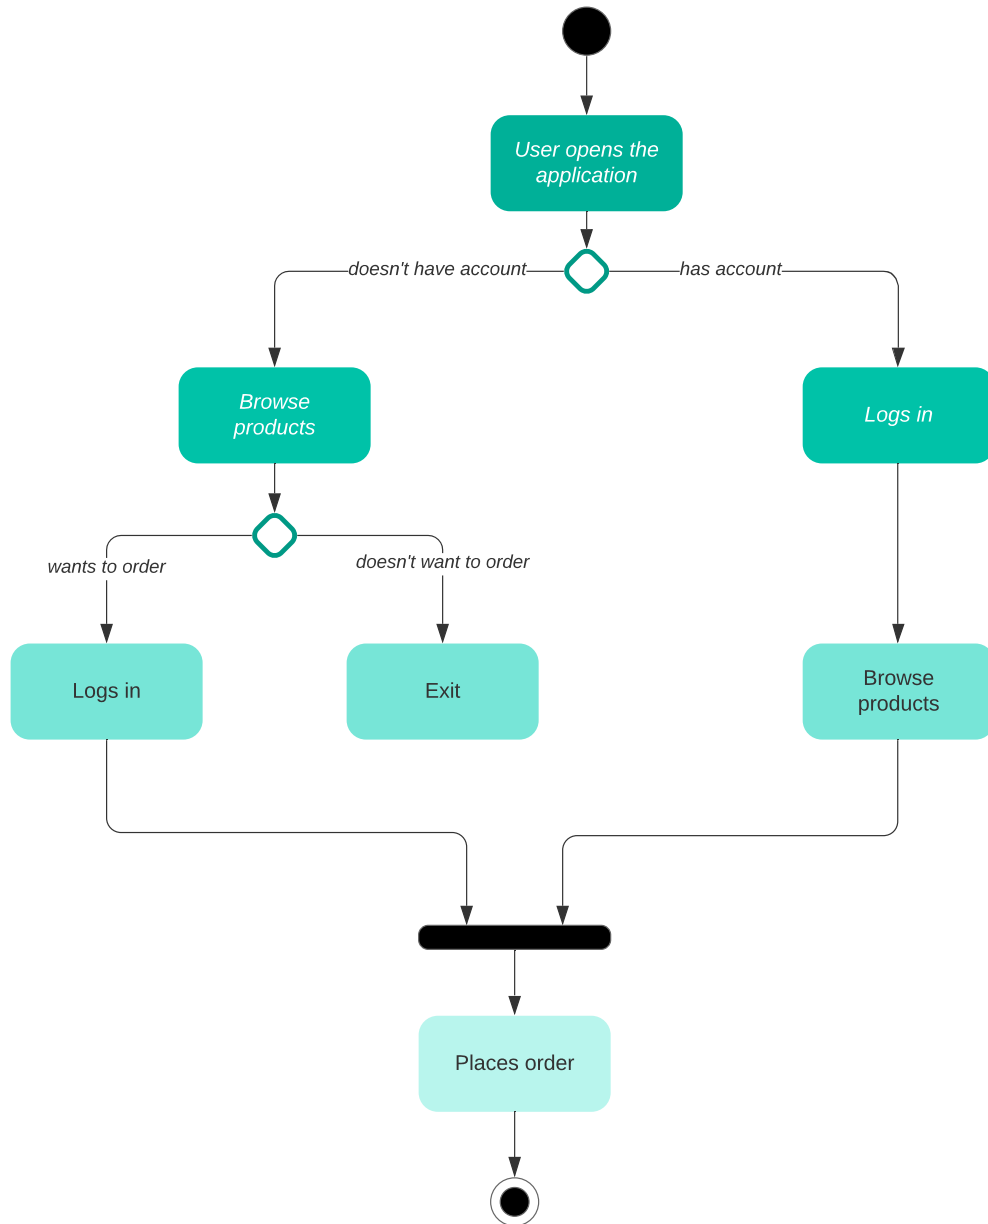 User opens the
application
doesn't have account
has account
Browse
products
Logs in
wants to order
doesn't want to order
Logs in
Exit
Browse
products
Places order